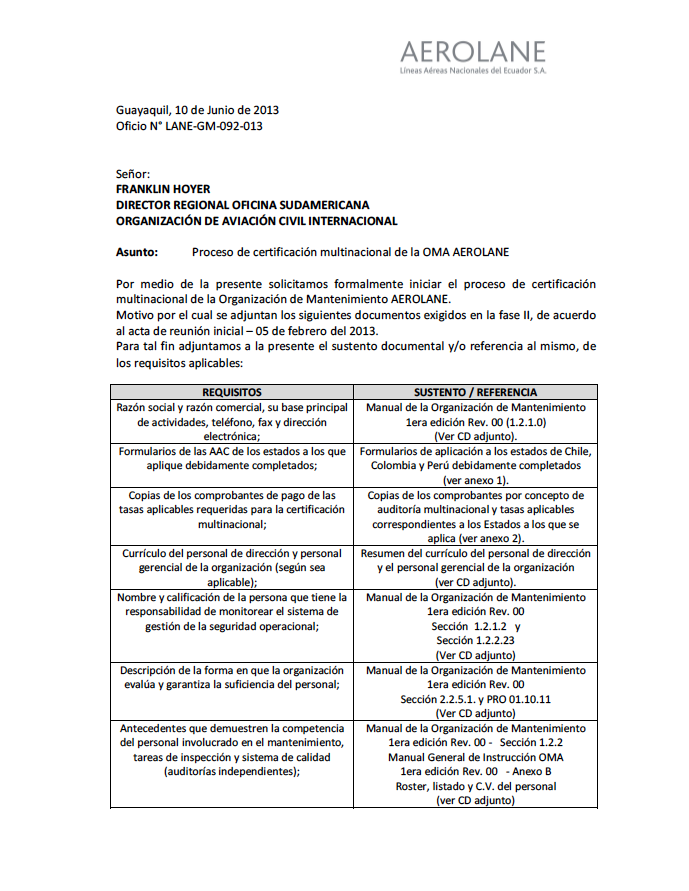 AEROLANE
Líneas Aéreas Nacionales del Ecuador S.A.
Guayaquil, 10 de Junio de 2013
Oficio N° LANE-GM-092-013
Señor:
FRANKLIN HOYER
DIRECTOR REGIONAL OFICINA SUDAMERICANA
ORGANIZACIÓN DE AVIACIÓN CIVIL INTERNACIONAL
Asunto: Proceso de certificación multinacional de la OMA AEROLANE
Por medio de la presente solicitamos formalmente iniciar el proceso de certificación
multinacional de la Organización de Mantenimiento AEROLANE.
Motivo por el cual se adjuntan los siguientes documentos exigidos en la fase II, de acuerdo
al acta de reunión inicial – 05 de febrero del 2013.
Para tal fin adjuntamos a la presente el sustento documental y/o referencia al mismo, de
los requisitos aplicables:
REQUISITOS
SUSTENTO / REFERENCIA
Razón social y razón comercial, su base principal
de actividades, teléfono, fax y dirección
electrónica;
Manual de la Organización de Mantenimiento
1era edición Rev. 00 (1.2.1.0)
(Ver CD adjunto).
Formularios de las AAC de los estados a los que
aplique debidamente completados;
Formularios de aplicación a los estados de Chile,
Colombia y Perú debidamente completados
(ver anexo 1).
Copias de los comprobantes de pago de las
tasas aplicables requeridas para la certificación
multinacional;
Copias de los comprobantes por concepto de
auditoría multinacional y tasas aplicables
correspondientes a los Estados a los que se
aplica (ver anexo 2).
Currículo del personal de dirección y personal
gerencial de la organización (según sea
aplicable);
Resumen del currículo del personal de dirección
y el personal gerencial de la organización
(ver CD adjunto).
Nombre y calificación de la persona que tiene la
responsabilidad de monitorear el sistema de
gestión de la seguridad operacional;
Manual de la Organización de Mantenimiento
1era edición Rev. 00
Sección 1.2.1.2 y
Sección 1.2.2.23
(Ver CD adjunto)
Descripción de la forma en que la organización
evalúa y garantiza la suficiencia del personal;
Manual de la Organización de Mantenimiento
1era edición Rev. 00
Sección 2.2.5.1. y PRO 01.10.11
(Ver CD adjunto)
Antecedentes que demuestren la competencia
del personal involucrado en el mantenimiento,
tareas de inspección y sistema de calidad
(auditorías independientes);
Manual de la Organización de Mantenimiento
1era edición Rev. 00 - Sección 1.2.2
Manual General de Instrucción OMA
1era edición Rev. 00 - Anexo B
Roster, listado y C.V. del personal
(ver CD adjunto)